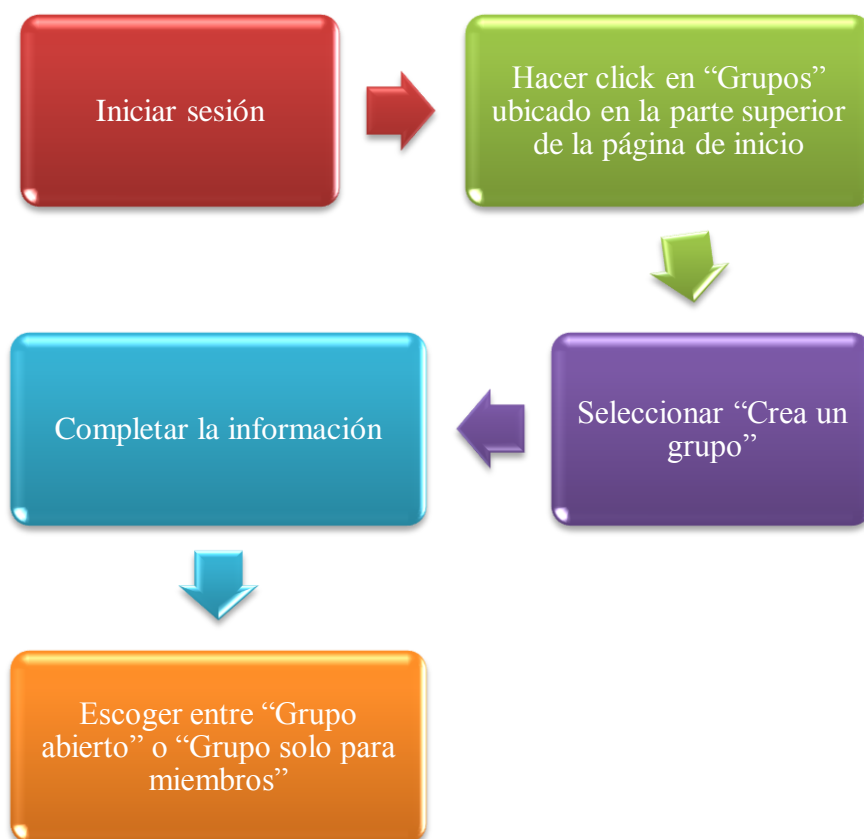 Iniciar sesión
Hacer click en “Grupos”
ubicado en la parte superior
de la página de inicio
Seleccionar “Crea un
grupo”
Completar la información
Escoger entre “Grupo
abierto” o “Grupo solo para
miembros”